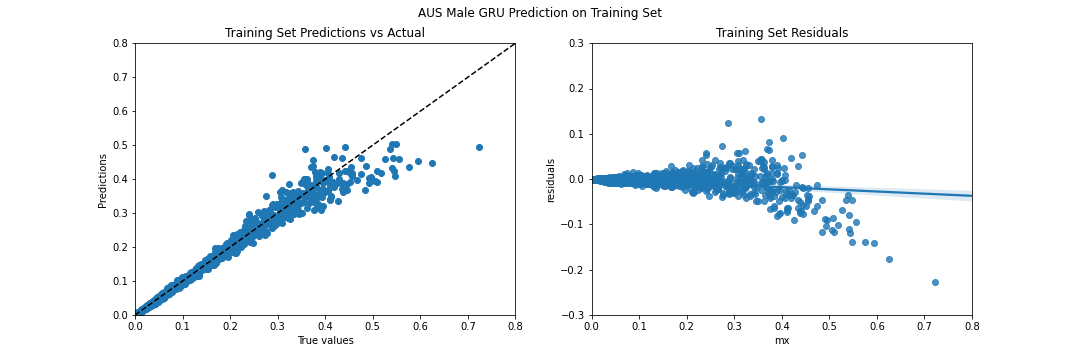 AUS Male GRU Prediction on Training Set
Training Set Predictions vs Actual
0.8
0.7
0.6
0.5
0.4
0.3
0.2
0.1
0.0
Predictions
0.0 0.1 0.2 0.3 0.4 0.5 0.6 0.7 0.8
True values
Training Set Residuals
0.3
0.2
0.1
0.0
−0.1
−0.2
−0.3
residuals
0.0 0.1 0.2 0.3 0.4 0.5 0.6 0.7 0.8
mx